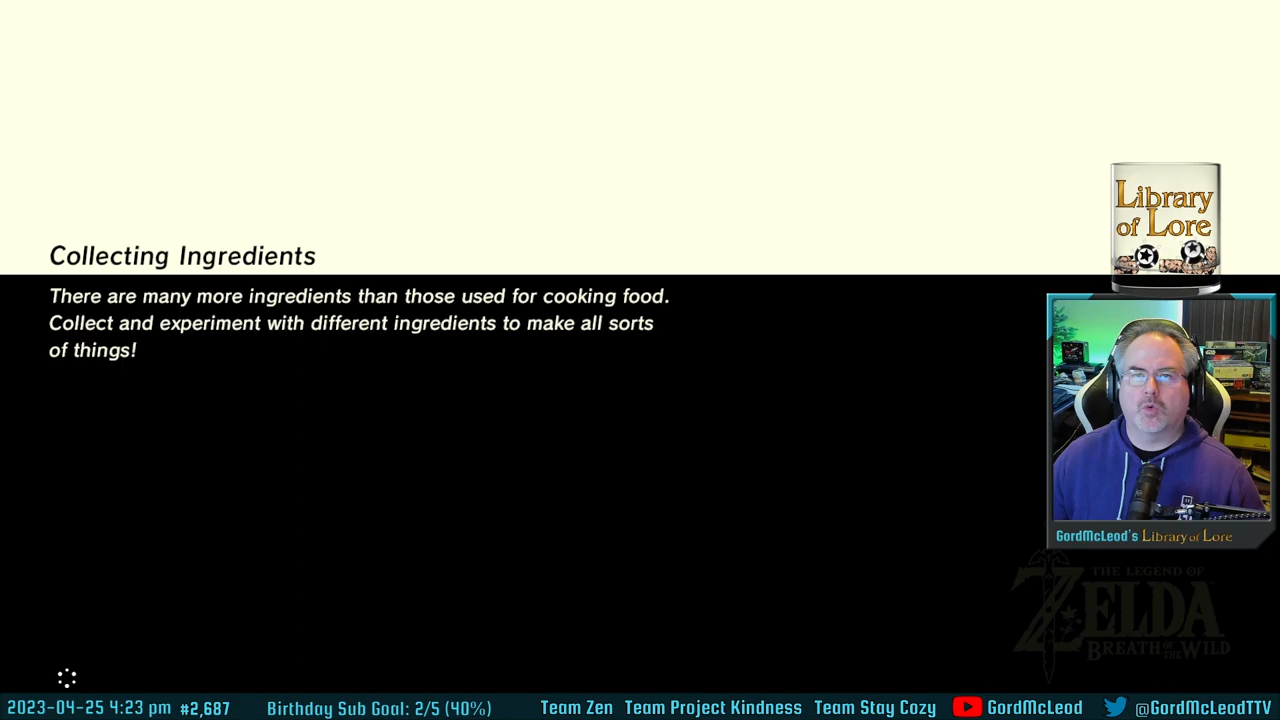 Library
of Lore
Collecting Ingredients
There are many more ingredients than those used for cooking food.
Collect and experiment with different ingredients to make all sorts
of things!
GordMcLeod's Library of Lore
THE LEGEND OF
ZELDA
BREATH OF THE WILD
2023-04-25 4:23 pm #2,687 Birthday Sub Goal: 2/5 (40%) Team Zen Team Project Kindness Team Stay Cozy GordMcLeod @GordMcLeodTTV